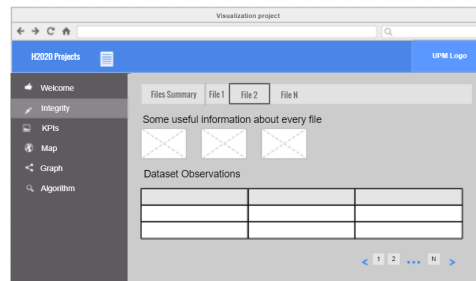 Visualization project
H2020 Projects
UPM Logo
Welcome
Integrity
KPIs
Map
Graph
Algorithm
Files Summary File 1 File 2 File N
Some useful information about every file
Dataset Observations
< 1 2 ... N >